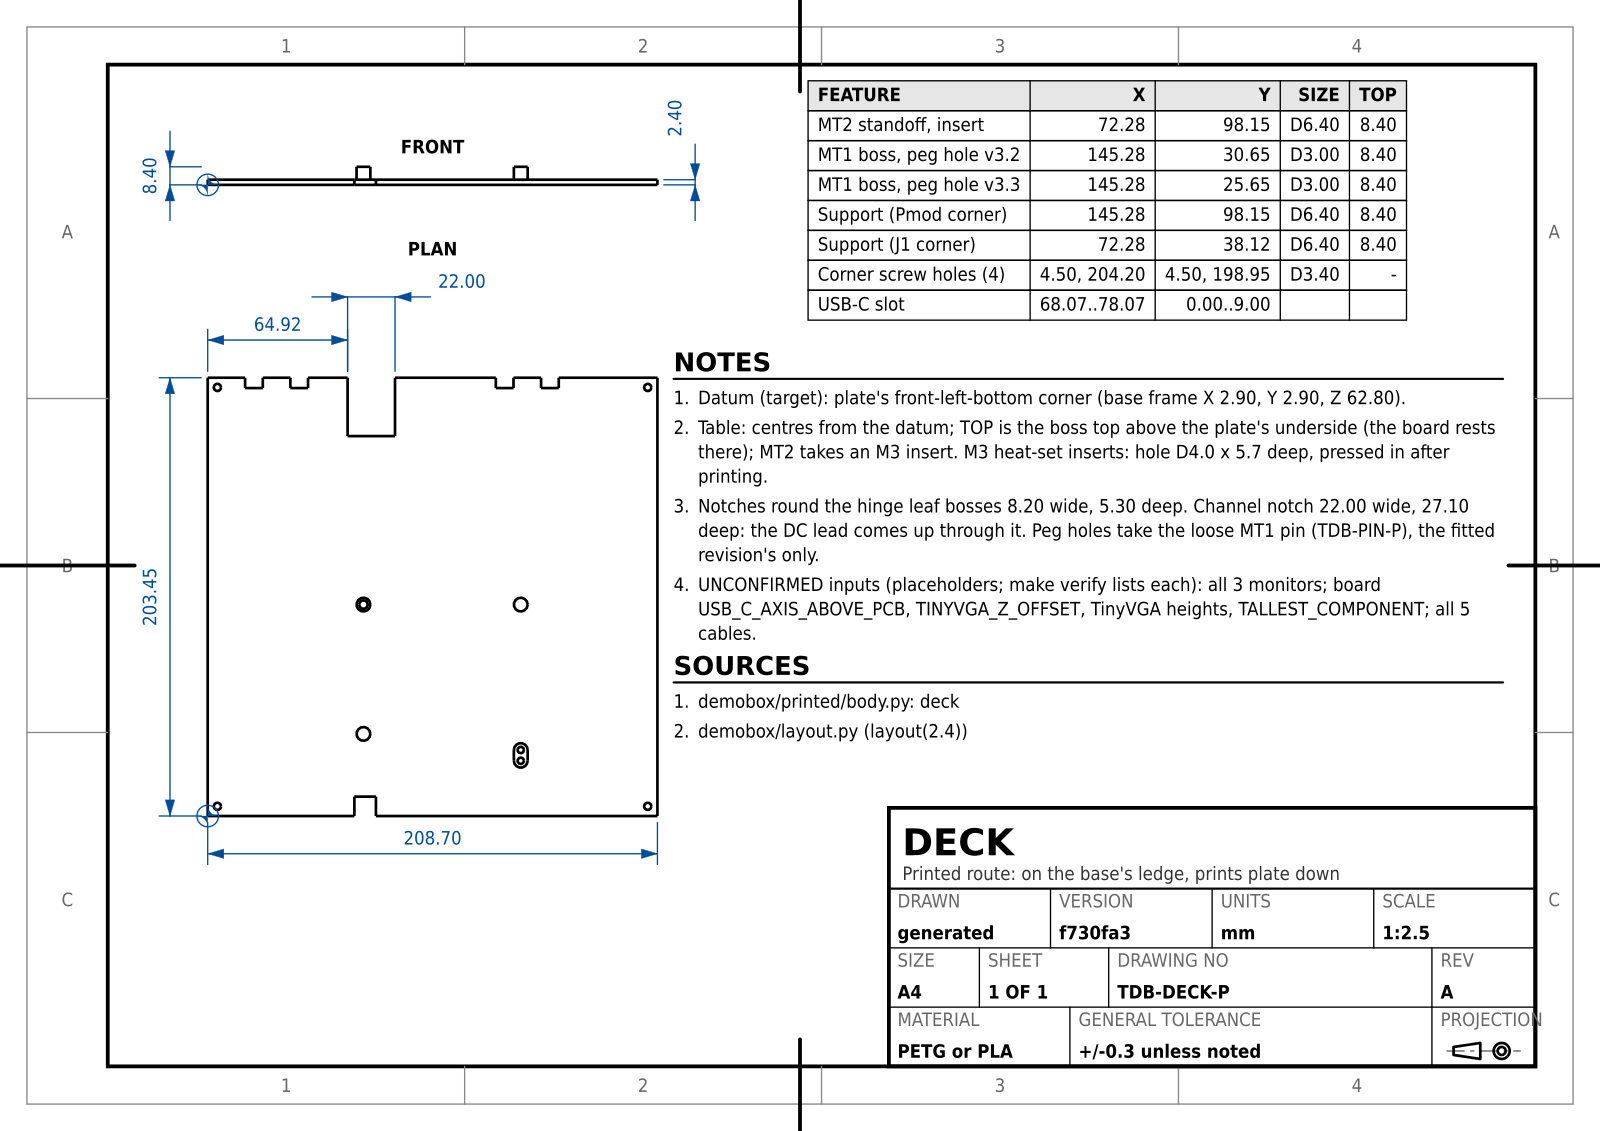 1 2 3 4
FRONT
8.40
2.40
PLAN
22.00
64.92
203.45
208.70
A
B
C
FEATURE X Y SIZE TOP
MT2 standoff, insert 72.28 98.15 D6.40 8.40
MT1 boss, peg hole v3.2 145.28 30.65 D3.00 8.40
MT1 boss, peg hole v3.3 145.28 25.65 D3.00 8.40
Support (Pmod corner) 145.28 98.15 D6.40 8.40
Support (J1 corner) 72.28 38.12 D6.40 8.40
Corner screw holes (4) 4.50, 204.20 4.50, 198.95 D3.40 -
USB-C slot 68.07..78.07 0.00..9.00
NOTES
1. Datum (target): plate's front-left-bottom corner (base frame X 2.90, Y 2.90, Z 62.80).
2. Table: centres from the datum; TOP is the boss top above the plate's underside (the board rests
there); MT2 takes an M3 insert. M3 heat-set inserts: hole D4.0 x 5.7 deep, pressed in after
printing.
3. Notches round the hinge leaf bosses 8.20 wide, 5.30 deep. Channel notch 22.00 wide, 27.10
deep: the DC lead comes up through it. Peg holes take the loose MT1 pin (TDB-PIN-P), the fitted
revision's only.
4. UNCONFIRMED inputs (placeholders; make verify lists each): all 3 monitors; board
USB_C_AXIS_ABOVE_PCB, TINYVGA_Z_OFFSET, TinyVGA heights, TALLEST_COMPONENT; all 5
cables.
SOURCES
1. demobox/printed/body.py: deck
2. demobox/layout.py (layout(2.4))
A
B
C
DECK
Printed route: on the base's ledge, prints plate down
DRAWN VERSION UNITS SCALE
generated f730fa3 mm 1:2.5
SIZE SHEET DRAWING NO REV
A4 1 OF 1 TDB-DECK-P A
MATERIAL GENERAL TOLERANCE PROJECTION
PETG or PLA +/-0.3 unless noted
1 2 3 4